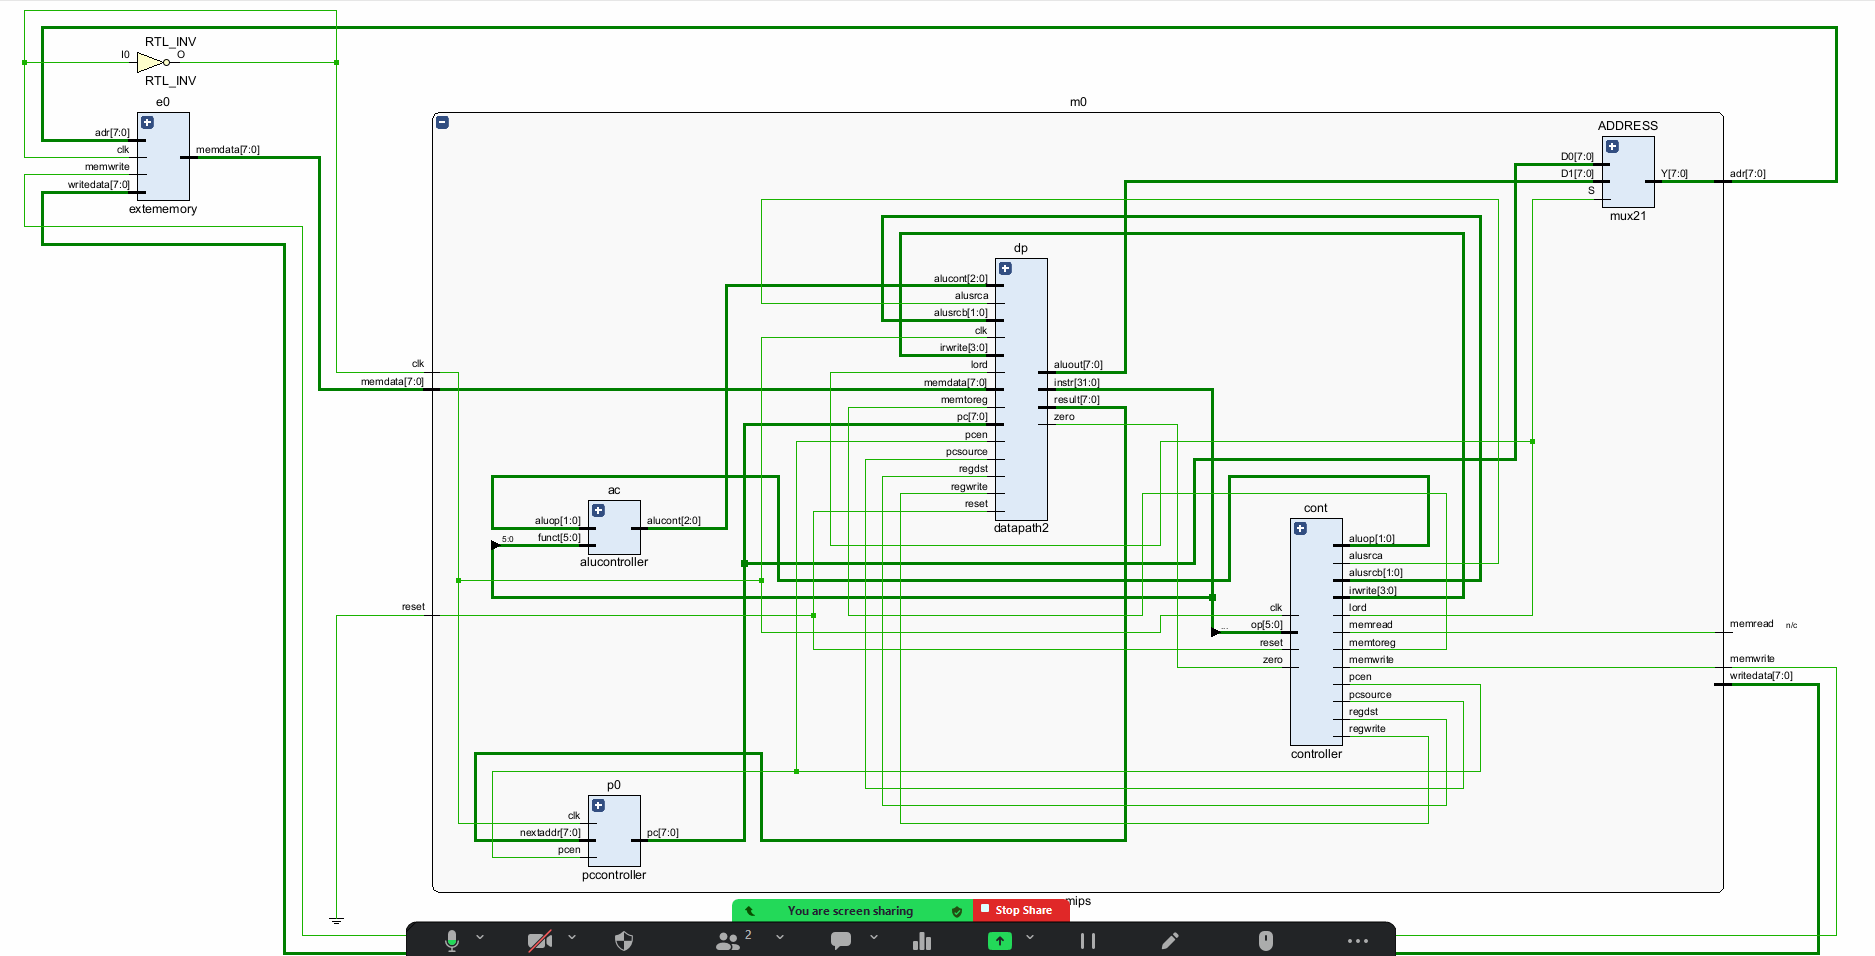 RTL_INV
I0
O
RTL_INV
e0
adr[7:0]
clk
memwrite
writedata[7:0]
memdata[7:0]
extememory
m0
ADDRESS
D0[7:0]
D1[7:0]
S
Y[7:0]
mux21
adr[7:0]
dp
alucont[2:0]
alusrca
alusrcb[1:0]
clk
irwrite[3:0]
lord
memdata[7:0]
memtoreg
pc[7:0]
pcen
pcsource
regdst
regwrite
reset
aluout[7:0]
instr[31:0]
result[7:0]
zero
datapath2
clk
memdata[7:0]
reset
ac
aluop[1:0]
5:0
funct[5:0]
alucont[2:0]
alucontroller
cont
clk
...
op[5:0]
reset
zero
aluop[1:0]
alusrca
alusrcb[1:0]
irwrite[3:0]
lord
memread
memtoreg
memwrite
pcen
pcsource
regdst
regwrite
controller
memread n/c
memwrite
writedata[7:0]
p0
clk
nextaddr[7:0]
pcen
pc[7:0]
pccontroller
mips
You are screen sharing
Stop Share
2